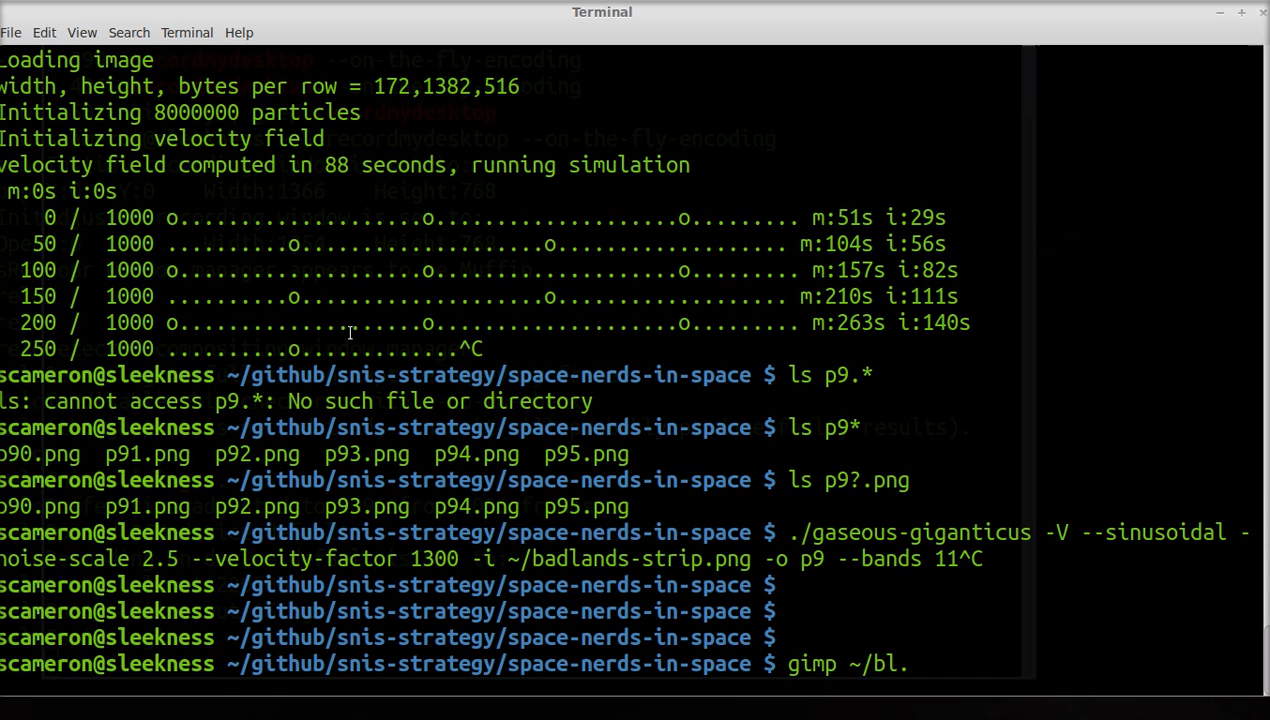 Terminal
File Edit View Search Terminal Help
Loading image
width, height, bytes per row = 172,1382,516
Initializing 8000000 particles
Initializing velocity field
velocity field computed in 88 seconds, running simulation
m:0s i:0s
0 / 1000 o....................o....................o......... m:51s i:29s
50 / 1000 ..........o....................o................... m:104s i:56s
100 / 1000 o....................o....................o......... m:157s i:82s
150 / 1000 ..........o....................o................... m:210s i:111s
200 / 1000 o....................o....................o......... m:263s i:140s
250 / 1000 ..........o.............^C
scameron@sleekness ~/github/snis-strategy/space-nerds-in-space $ ls p9.*
ls: cannot access p9.*: No such file or directory
scameron@sleekness ~/github/snis-strategy/space-nerds-in-space $ ls p9*
p90.png p91.png p92.png p93.png p94.png p95.png
scameron@sleekness ~/github/snis-strategy/space-nerds-in-space $ ls p9?.png
p90.png p91.png p92.png p93.png p94.png p95.png
scameron@sleekness ~/github/snis-strategy/space-nerds-in-space $ ./gaseous-giganticus -V --sinusoidal -
noise-scale 2.5 --velocity-factor 1300 -i ~/badlands-strip.png -o p9 --bands 11^C
scameron@sleekness ~/github/snis-strategy/space-nerds-in-space $
scameron@sleekness ~/github/snis-strategy/space-nerds-in-space $
scameron@sleekness ~/github/snis-strategy/space-nerds-in-space $
scameron@sleekness ~/github/snis-strategy/space-nerds-in-space $ gimp ~/bl.